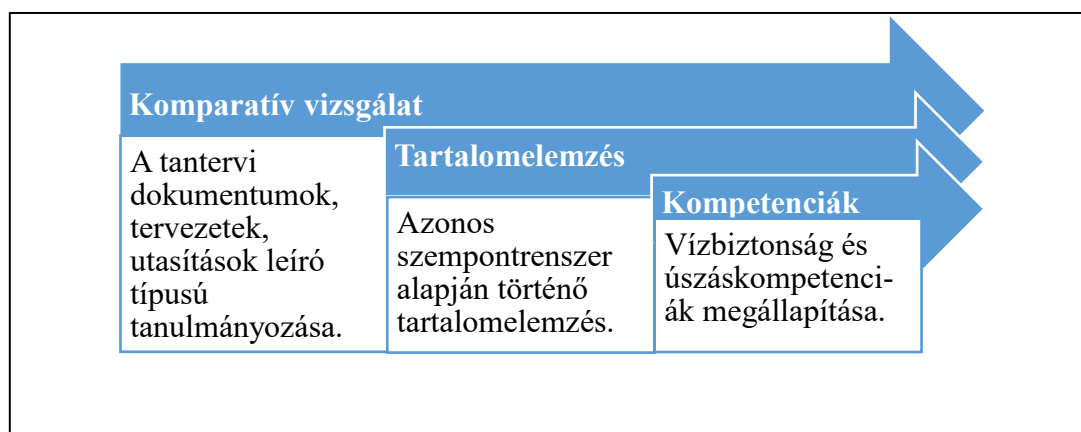 Komparatív vizsgálat
A tantervi
dokumentumok,
tervezetek,
utasítások leíró
típusú
tanulmányozása.
Tartalomelemzés
Azonos
szempontrenszer
alapján történő
tartalomelemzés.
Kompetenciák
Vízbiztonság és
úszáskompetenci-
ák megállapítása.